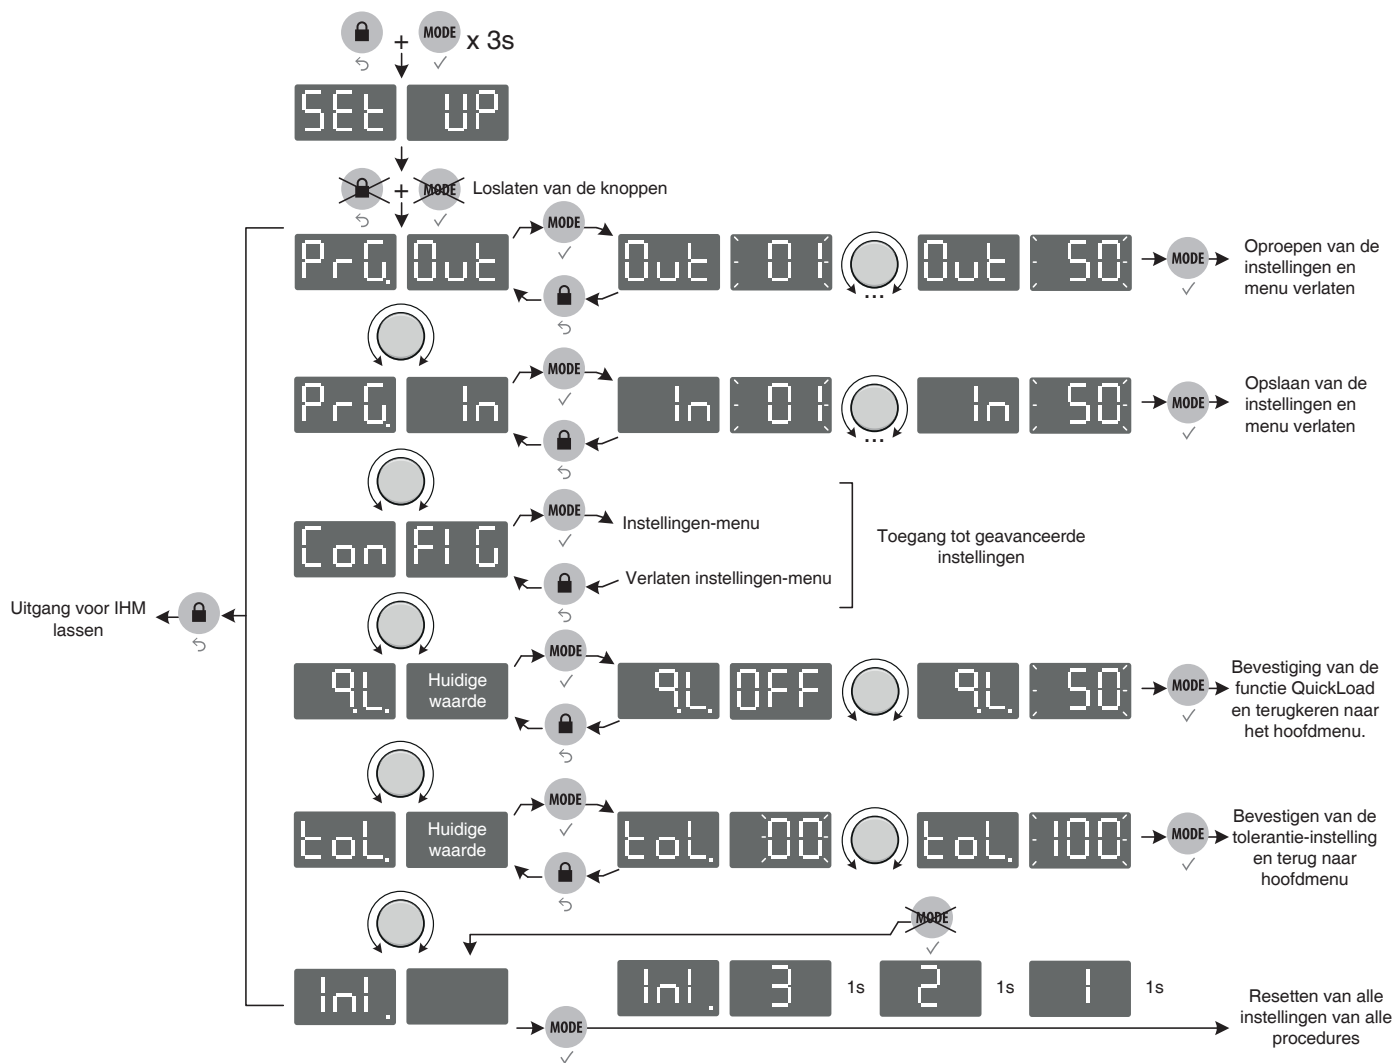 + MODE x 3s
SEt UP
+ MODE Loslaten van de knoppen
PrG. Out MODE Out 01 ... Out 50 MODE
Oproepen van de
instellingen en
menu verlaten
PrG. In MODE In 01 ... In 50 MODE
Opslaan van de
instellingen en
menu verlaten
Con FIG MODE Instellingen-menu
Verlaten instellingen-menu
Toegang tot geavanceerde
instellingen
Uitgang voor IHM
lassen
q.L. Huidige
waarde
MODE q.L. OFF q.L. 50 MODE
Bevestiging van de
functie QuickLoad
en terugkeren naar
het hoofdmenu.
toL. Huidige
waarde
MODE toL. 00 toL. 100 MODE
Bevestigen van de
tolerantie-instelling
en terug naar
hoofdmenu
MODE
InI. InI. 3 1s 2 1s 1 1s
MODE
Resetten van alle
instellingen van alle
procedures